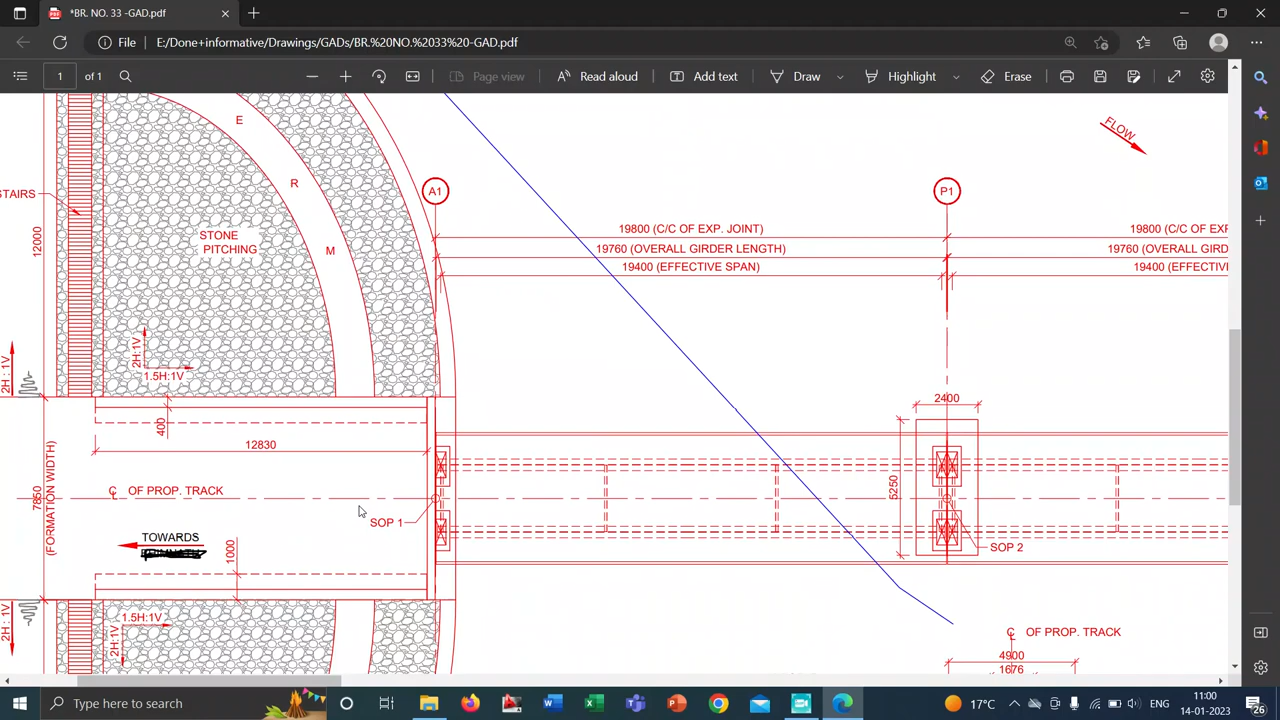 *BR. NO. 33 -GAD.pdf
File
E:/Done+informative/Drawings/GADs/BR.%20NO.%2033%20-GAD.pdf
1
of 1
Page view
Read aloud
Add text
Draw
Highlight
Erase
E
R
M
STAIRS
12000
STONE
PITCHING
2H:1V
1.5H:1V
2H : 1V
A1
P1
FLOW
19800 (C/C OF EXP. JOINT)
19760 (OVERALL GIRDER LENGTH)
19400 (EFFECTIVE SPAN)
19800 (C/C OF EXP
19760 (OVERALL GIRD
19400 (EFFECTIV
400
12830
7850
(FORMATION WIDTH)
℄ OF PROP. TRACK
SOP 1
TOWARDS
1000
2400
5250
SOP 2
2H : 1V
1.5H:1V
2H:1V
℄ OF PROP. TRACK
4900
1676
Type here to search
17°C
11:00
14-01-2023
26